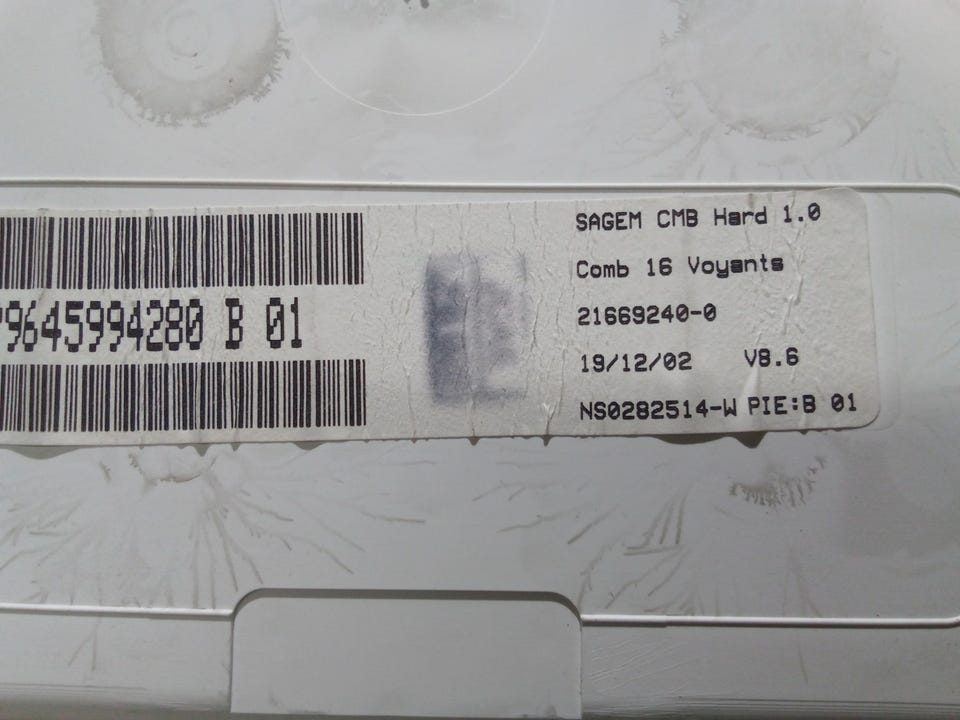 9645994280 B 01
SAGEM CMB Hard 1.0
Comb 16 Voyants
21669240-0
19/12/02 V8.6
NS0282514-W PIE:B 01